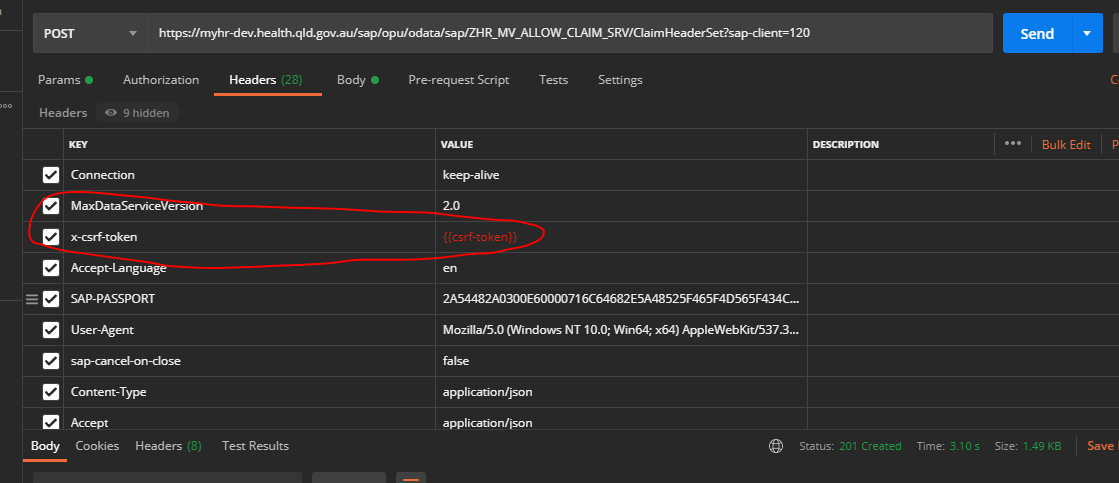 POST https://myhr-dev.health.qld.gov.au/sap/opu/odata/sap/ZHR_MV_ALLOW_CLAIM_SRV/ClaimHeaderSet?sap-client=120 Send
Params Authorization Headers (28) Body Pre-request Script Tests Settings
Headers 9 hidden
KEY VALUE DESCRIPTION Bulk Edit
Connection keep-alive
MaxDataServiceVersion 2.0
x-csrf-token {{csrf-token}}
Accept-Language en
SAP-PASSPORT 2A54482A0300E60000716C64682E5A48525F465F4D565F434C...
User-Agent Mozilla/5.0 (Windows NT 10.0; Win64; x64) AppleWebKit/537.3...
sap-cancel-on-close false
Content-Type application/json
Accept application/json
Body Cookies Headers (8) Test Results Status: 201 Created Time: 3.10 s Size: 1.49 KB Save